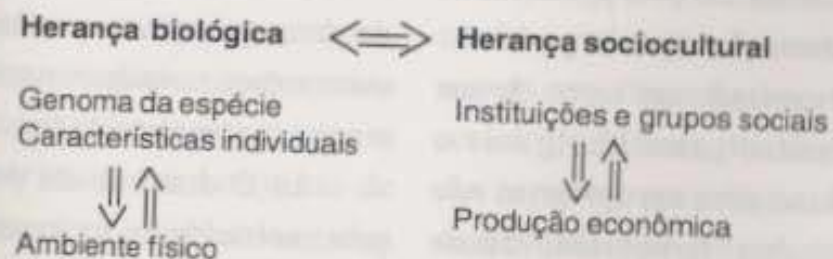 Herança biológica
Herança sociocultural
Genoma da espécie
Características individuais
Ambiente físico
Instituições e grupos sociais
Produção econômica